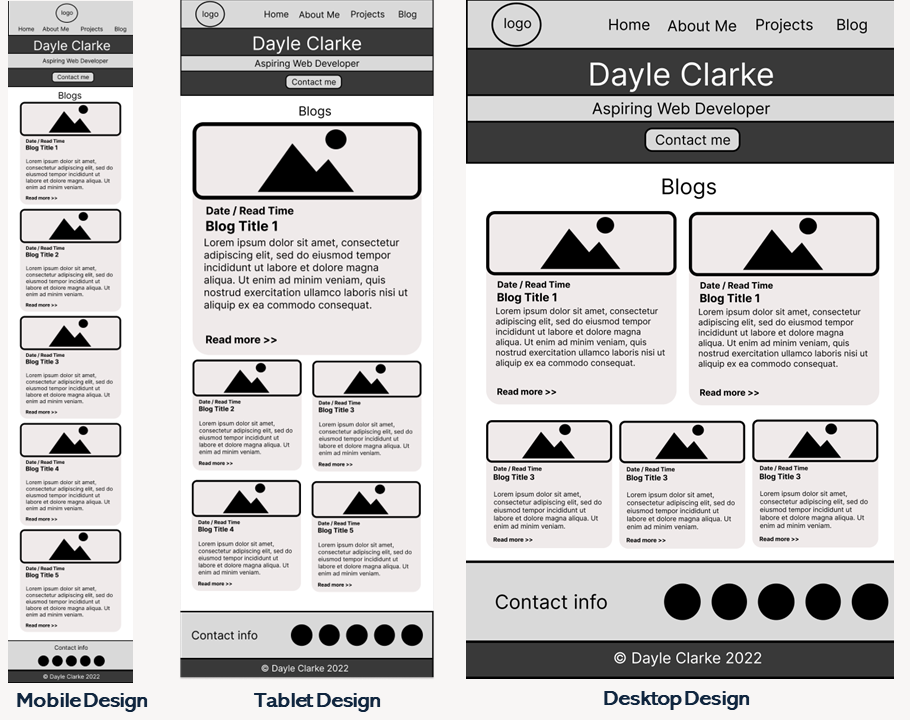 logo
Home About Me Projects Blog
Dayle Clarke
Aspiring Web Developer
Contact me
Blogs
Date / Read Time
Blog Title 1
Lorem ipsum dolor sit amet,
consectetur adipiscing elit, sed do
eiusmod tempor incididunt ut
labore et dolore magna aliqua. Ut
enim ad minim veniam.
Read more >>
Date / Read Time
Blog Title 2
Lorem ipsum dolor sit amet,
consectetur adipiscing elit, sed do
eiusmod tempor incididunt ut
labore et dolore magna aliqua. Ut
enim ad minim veniam.
Read more >>
Date / Read Time
Blog Title 3
Lorem ipsum dolor sit amet,
consectetur adipiscing elit, sed do
eiusmod tempor incididunt ut
labore et dolore magna aliqua. Ut
enim ad minim veniam.
Read more >>
Date / Read Time
Blog Title 4
Lorem ipsum dolor sit amet,
consectetur adipiscing elit, sed do
eiusmod tempor incididunt ut
labore et dolore magna aliqua. Ut
enim ad minim veniam.
Read more >>
Date / Read Time
Blog Title 5
Lorem ipsum dolor sit amet,
consectetur adipiscing elit, sed do
eiusmod tempor incididunt ut
labore et dolore magna aliqua. Ut
enim ad minim veniam.
Read more >>
Contact info
© Dayle Clarke 2022
Mobile Design
logo
Home About Me Projects Blog
Dayle Clarke
Aspiring Web Developer
Contact me
Blogs
Date / Read Time
Blog Title 1
Lorem ipsum dolor sit amet, consectetur
adipiscing elit, sed do eiusmod tempor
incididunt ut labore et dolore magna
aliqua. Ut enim ad minim veniam, quis
nostrud exercitation ullamco laboris nisi ut
aliquip ex ea commodo consequat.
Read more >>
Date / Read Time
Blog Title 2
Lorem ipsum dolor sit amet,
consectetur adipiscing elit, sed do
eiusmod tempor incididunt ut
labore et dolore magna aliqua. Ut
enim ad minim veniam.
Read more >>
Date / Read Time
Blog Title 3
Lorem ipsum dolor sit amet,
consectetur adipiscing elit, sed do
eiusmod tempor incididunt ut
labore et dolore magna aliqua. Ut
enim ad minim veniam.
Read more >>
Date / Read Time
Blog Title 4
Lorem ipsum dolor sit amet,
consectetur adipiscing elit, sed do
eiusmod tempor incididunt ut
labore et dolore magna aliqua. Ut
enim ad minim veniam.
Read more >>
Date / Read Time
Blog Title 5
Lorem ipsum dolor sit amet,
consectetur adipiscing elit, sed do
eiusmod tempor incididunt ut
labore et dolore magna aliqua. Ut
enim ad minim veniam.
Read more >>
Contact info
© Dayle Clarke 2022
Tablet Design
logo
Home About Me Projects Blog
Dayle Clarke
Aspiring Web Developer
Contact me
Blogs
Date / Read Time
Blog Title 1
Lorem ipsum dolor sit amet, consectetur
adipiscing elit, sed do eiusmod tempor
incididunt ut labore et dolore magna
aliqua. Ut enim ad minim veniam, quis
nostrud exercitation ullamco laboris nisi ut
aliquip ex ea commodo consequat.
Read more >>
Date / Read Time
Blog Title 1
Lorem ipsum dolor sit amet, consectetur
adipiscing elit, sed do eiusmod tempor
incididunt ut labore et dolore magna
aliqua. Ut enim ad minim veniam, quis
nostrud exercitation ullamco laboris nisi ut
aliquip ex ea commodo consequat.
Read more >>
Date / Read Time
Blog Title 3
Lorem ipsum dolor sit amet,
consectetur adipiscing elit, sed do
eiusmod tempor incididunt ut
labore et dolore magna aliqua. Ut
enim ad minim veniam.
Read more >>
Date / Read Time
Blog Title 3
Lorem ipsum dolor sit amet,
consectetur adipiscing elit, sed do
eiusmod tempor incididunt ut
labore et dolore magna aliqua. Ut
enim ad minim veniam.
Read more >>
Date / Read Time
Blog Title 3
Lorem ipsum dolor sit amet,
consectetur adipiscing elit, sed do
eiusmod tempor incididunt ut
labore et dolore magna aliqua. Ut
enim ad minim veniam.
Read more >>
Contact info
© Dayle Clarke 2022
Desktop Design